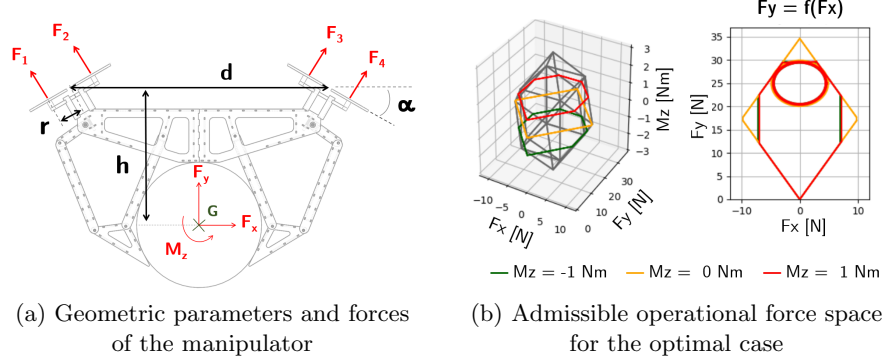 F1
F2
F3
F4
d
α
r
h
Fy
G
Fx
Mz
(a) Geometric parameters and forces
of the manipulator
3
2
1
0
−1
−2
−3
Mz [Nm]
−10
−5
0
5
10
Fx [N]
0
10
20
30
Fy [N]
Fy = f(Fx)
35
30
25
20
15
10
5
0
Fy [N]
−10 0 10
Fx [N]
Mz = -1 Nm Mz = 0 Nm Mz = 1 Nm
(b) Admissible operational force space
for the optimal case